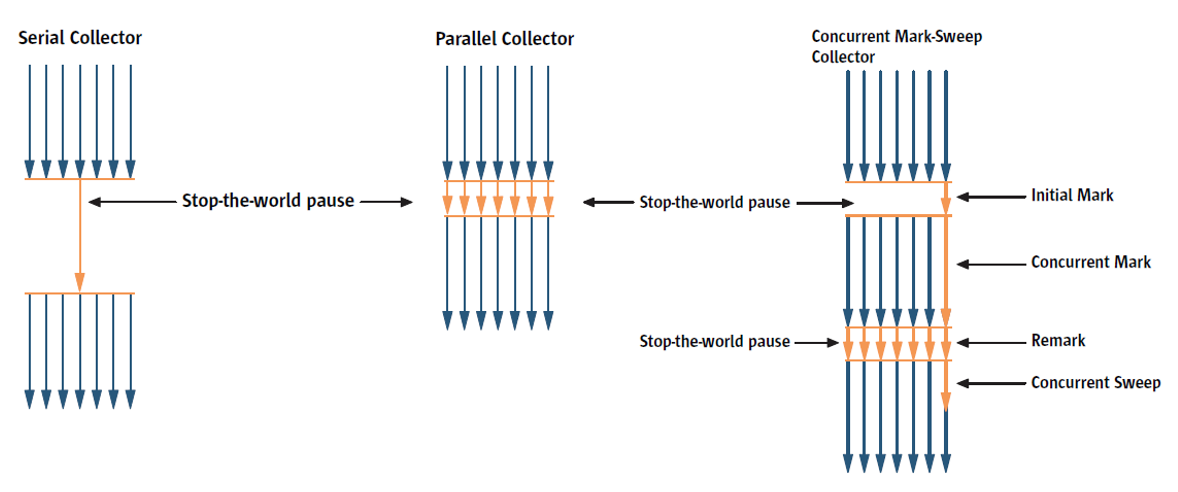 Serial Collector
Parallel Collector
Concurrent Mark-Sweep
Collector
Stop-the-world pause
Stop-the-world pause
Initial Mark
Concurrent Mark
Stop-the-world pause
Remark
Concurrent Sweep